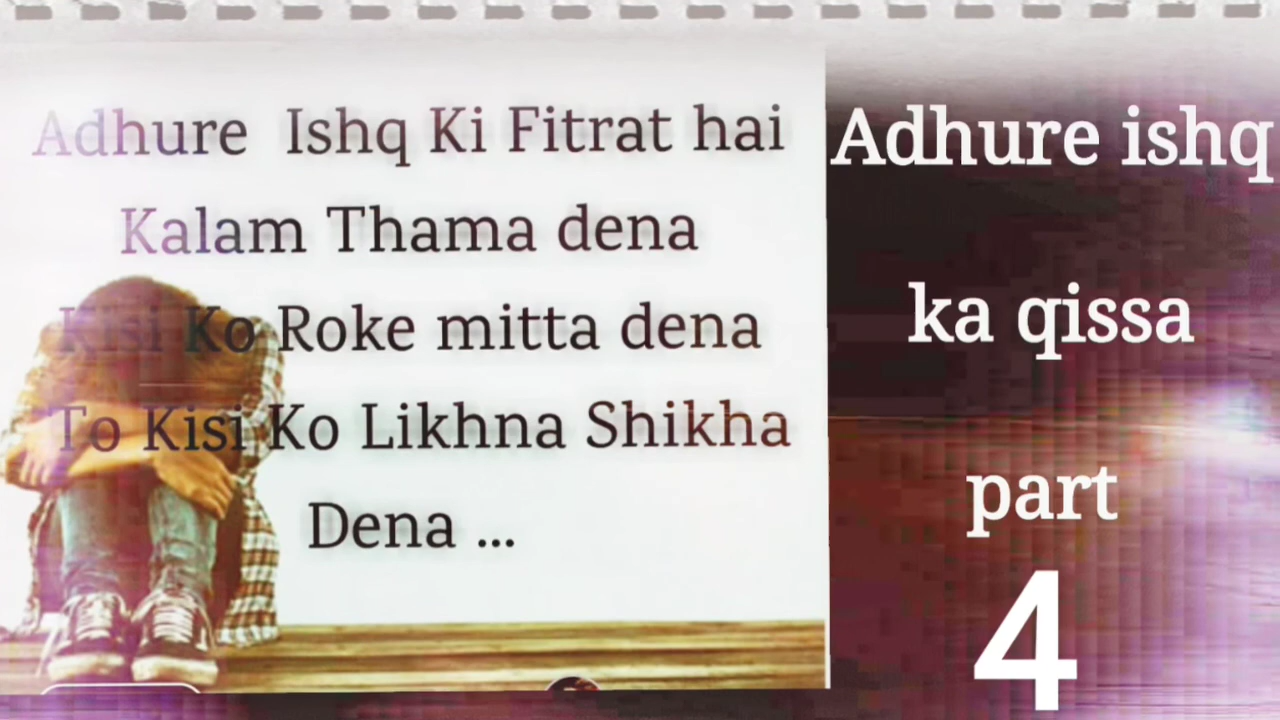 Adhure Ishq Ki Fitrat hai
Kalam Thama dena
Kisi Ko Roke mitta dena
To Kisi Ko Likhna Shikha
Dena ...
Adhure ishq
ka qissa
part
4